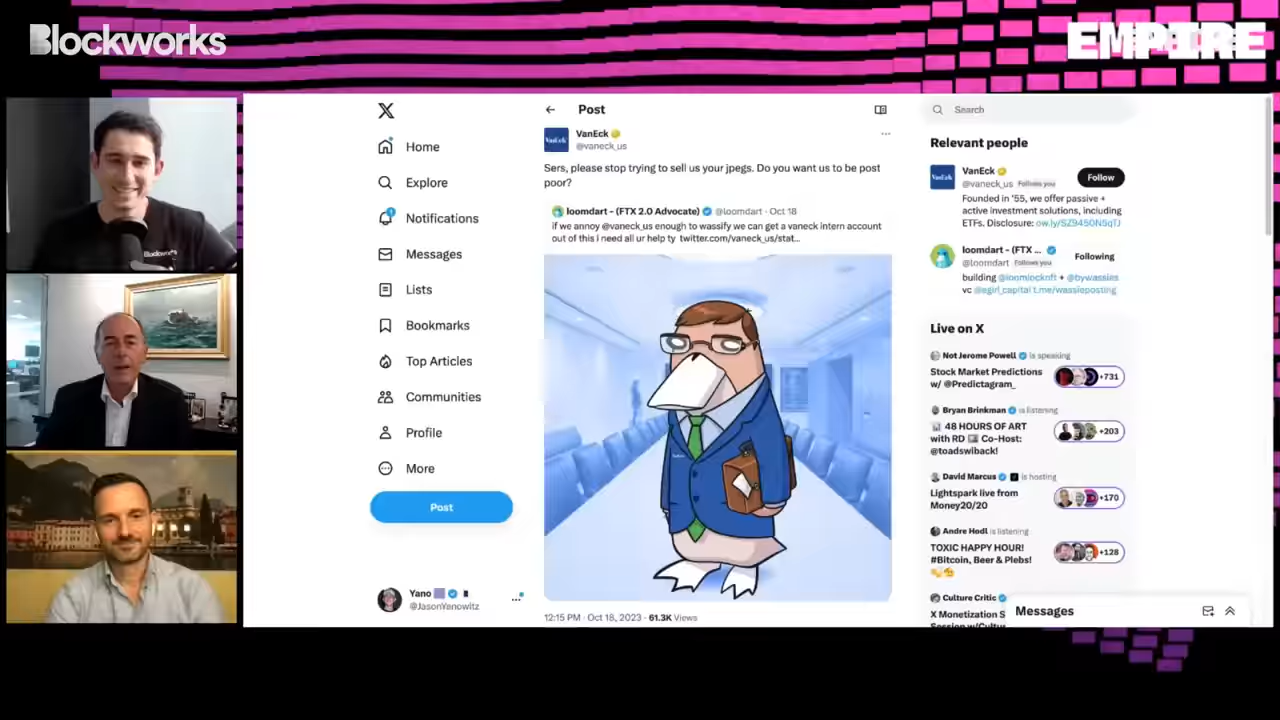 Blockworks
EMPIRE
Home
Explore
Notifications
Messages
Lists
Bookmarks
Top Articles
Communities
Profile
More
Post
Yano
@JasonYanowitz
Post
VanEck
@vaneck_us
Sers, please stop trying to sell us your jpegs. Do you want us to be post
poor?
loomdart - (FTX 2.0 Advocate) @loomdart · Oct 18
if we annoy @vaneck_us enough to wassify we can get a vaneck intern account
out of this i need all ur help ty twitter.com/vaneck_us/stat...
12:15 PM · Oct 18, 2023 · 61.3K Views
Search
Relevant people
VanEck
@vaneck_us Follows you
Follow
Founded in '55, we offer passive +
active investment solutions, including
ETFs. Disclosure: ow.ly/SZ9450N5qTJ
loomdart - (FTX ...
@loomdart Follows you
Following
building @loomlocknft + @bywassies
vc @egirl_capital t.me/wassieposting
Live on X
Not Jerome Powell is speaking
Stock Market Predictions
w/ @Predictagram_
+731
Bryan Brinkman is listening
48 HOURS OF ART
with RD Co-Host:
@toadswiback!
+203
David Marcus is hosting
Lightspark live from
Money20/20
+170
Andre Hodl is listening
TOXIC HAPPY HOUR!
#Bitcoin, Beer & Plebs!
+128
Culture Critic
X Monetization S
Messages